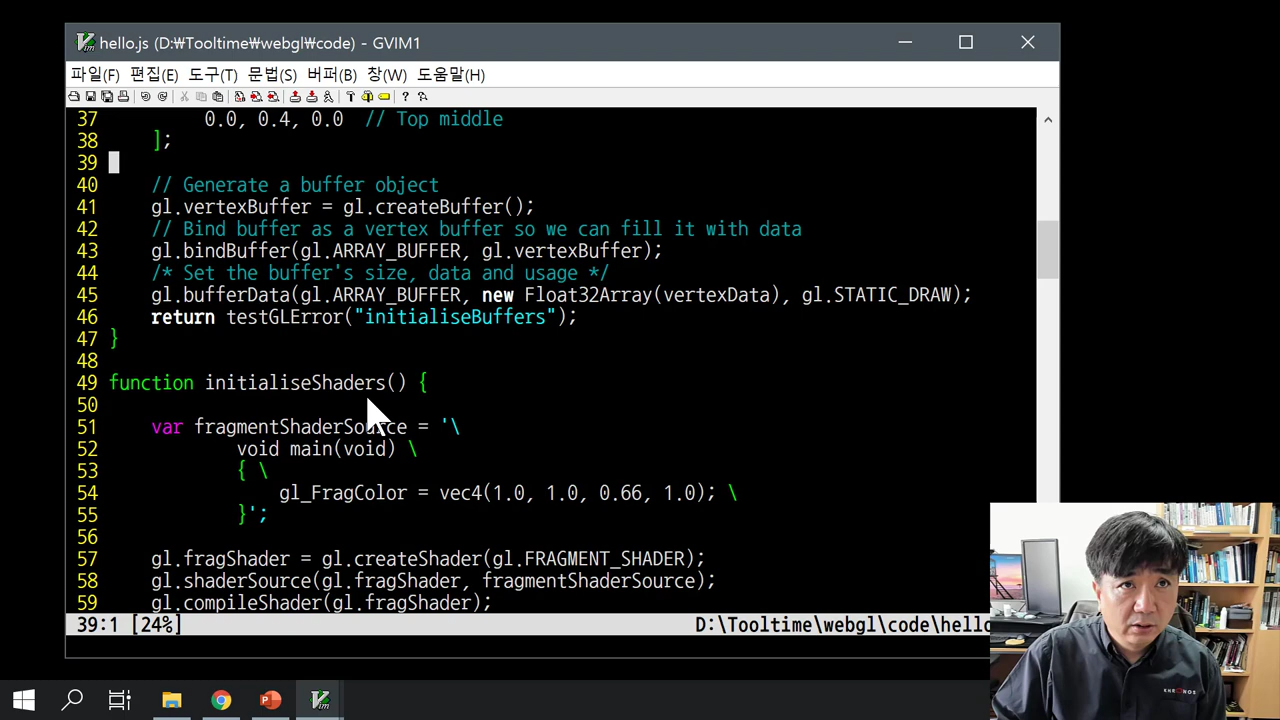 hello.js (D:₩Tooltime₩webgl₩code) - GVIM1
파일(F) 편집(E) 도구(T) 문법(S) 버퍼(B) 창(W) 도움말(H)
37 0.0, 0.4, 0.0 // Top middle
38 ];
39
40 // Generate a buffer object
41 gl.vertexBuffer = gl.createBuffer();
42 // Bind buffer as a vertex buffer so we can fill it with data
43 gl.bindBuffer(gl.ARRAY_BUFFER, gl.vertexBuffer);
44 /* Set the buffer's size, data and usage */
45 gl.bufferData(gl.ARRAY_BUFFER, new Float32Array(vertexData), gl.STATIC_DRAW);
46 return testGLError("initialiseBuffers");
47 }
48
49 function initialiseShaders() {
50
51 var fragmentShaderSource = '\
52 void main(void) \
53 { \
54 gl_FragColor = vec4(1.0, 1.0, 0.66, 1.0); \
55 }';
56
57 gl.fragShader = gl.createShader(gl.FRAGMENT_SHADER);
58 gl.shaderSource(gl.fragShader, fragmentShaderSource);
59 gl.compileShader(gl.fragShader);
39:1 [24%] D:\Tooltime\webgl\code\hello
KHRONOS